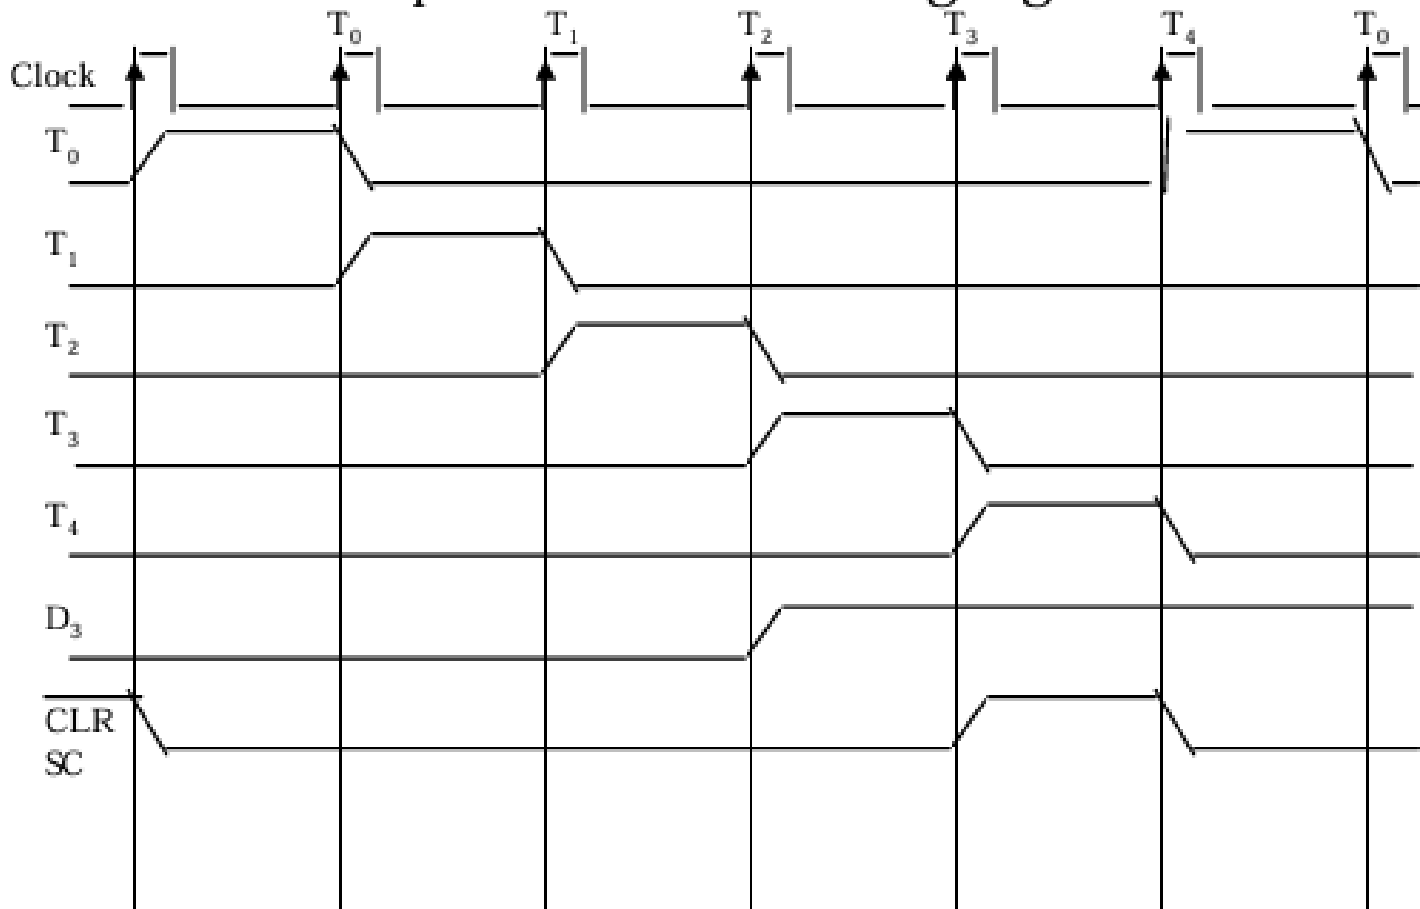 T₀ T₁ T₂ T₃ T₄ T₀
Clock
T₀
T₁
T₂
T₃
T₄
D₃
CLR
SC